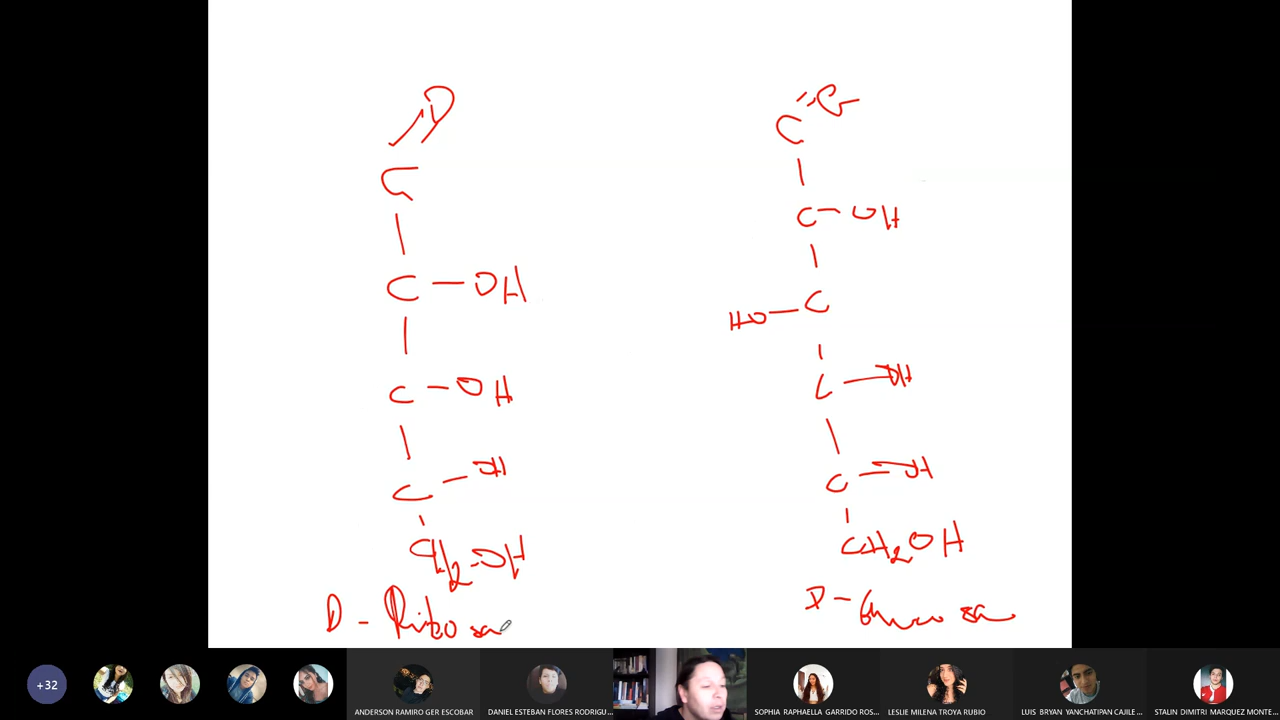 O
C
C-OH
C-OH
C-OH
CH2-OH
D-Ribosa
C=O
C-OH
HO-C
C-OH
C-OH
CH2OH
D-Glucosa
+32
ANDERSON RAMIRO GER ESCOBAR
DANIEL ESTEBAN FLORES RODRIGU...
SOPHIA RAPHAELLA GARRIDO ROS...
LESLIE MILENA TROYA RUBIO
LUIS BRYAN YANCHATIPAN CAJILE...
STALIN DIMITRI MARQUEZ MONTE...